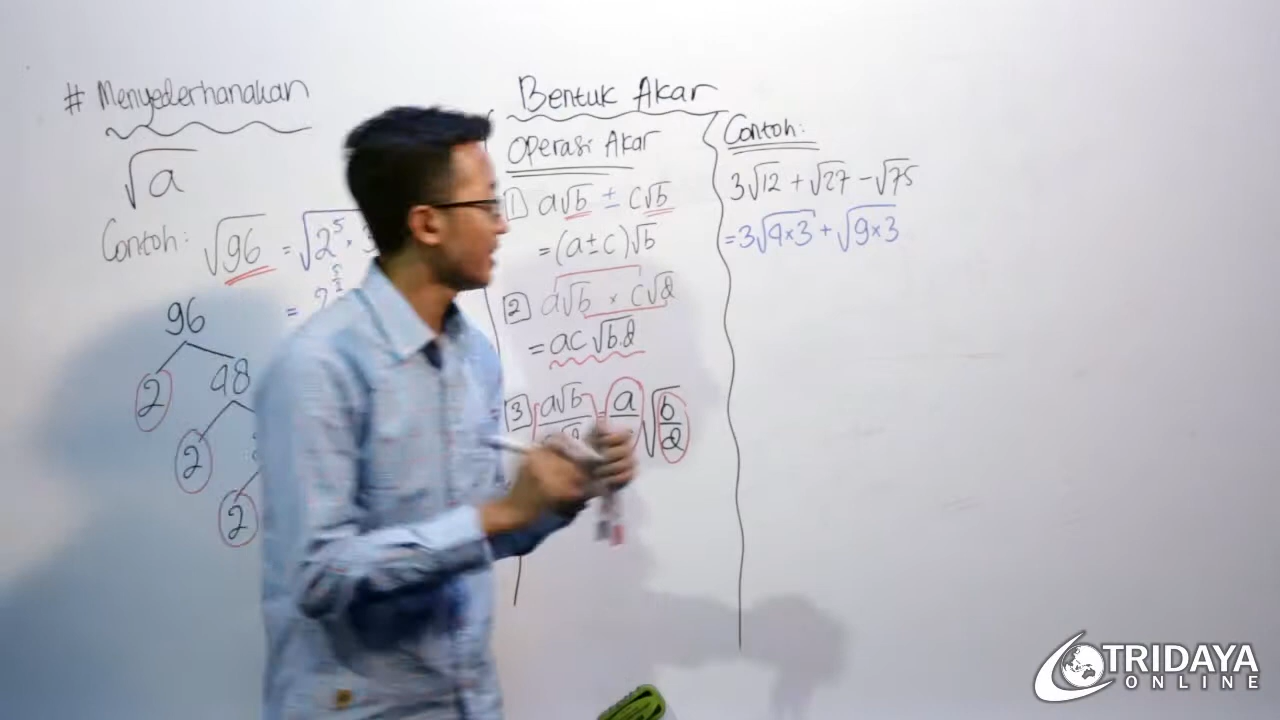 # Menyederhanakan
√a
Contoh: √96 = √2⁵ ·
=
96
2 48
2
2
Bentuk Akar
Operasi Akar
1 a√b ± c√b
= (a±c)√b
2 a√b × c√d
= ac √b.d
3 a√b = a √b/d
Contoh:
3√12 + √27 - √75
= 3√4×3 + √9×3
TRIDAYA
ONLINE